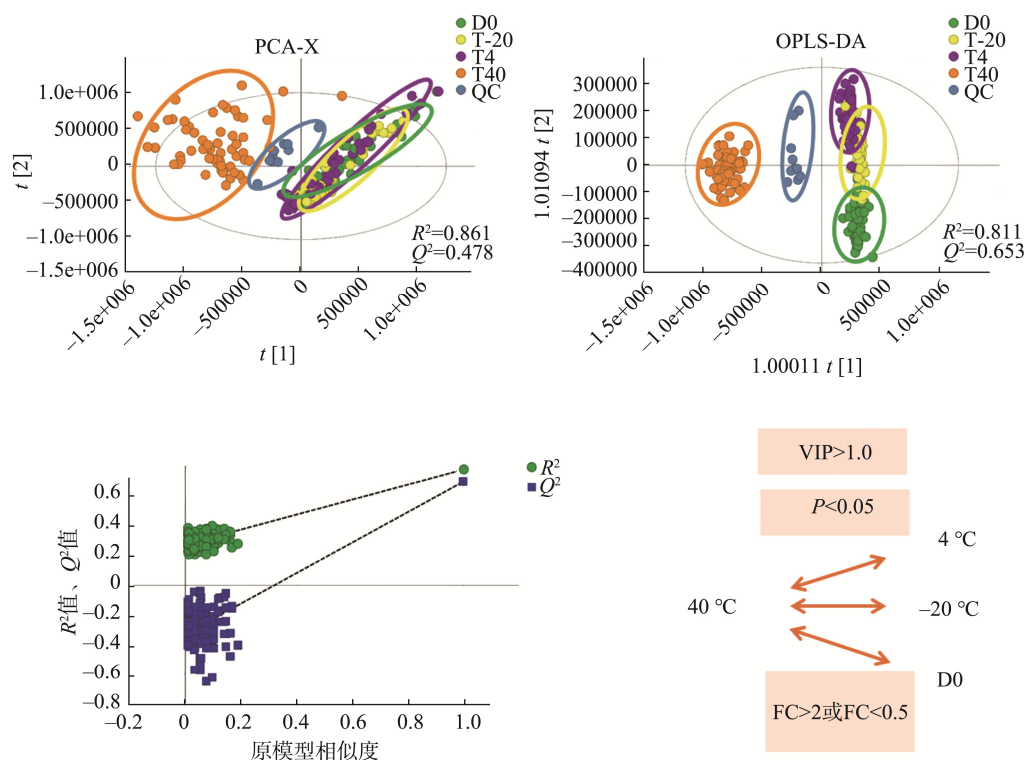 PCA-X
D0
T-20
T4
T40
QC
1.0e+006
500000
0
−500000
−1.0e+006
−1.5e+006
t [2]
R²=0.861
Q²=0.478
−1.5e+006
−1.0e+006
−500000
0
500000
1.0e+006
t [1]
OPLS-DA
D0
T-20
T4
T40
QC
300000
200000
100000
0
−100000
−200000
−300000
−400000
1.01094 t [2]
R²=0.811
Q²=0.653
−1.5e+006
−1.0e+006
−500000
0
500000
1.0e+006
1.00011 t [1]
R²
Q²
0.6
0.4
0.2
0
−0.2
−0.4
−0.6
−0.8
R²值、Q²值
−0.2
0
0.2
0.4
0.6
0.8
1.0
原模型相似度
VIP>1.0
P<0.05
4 ℃
40 ℃
−20 ℃
D0
FC>2或FC<0.5